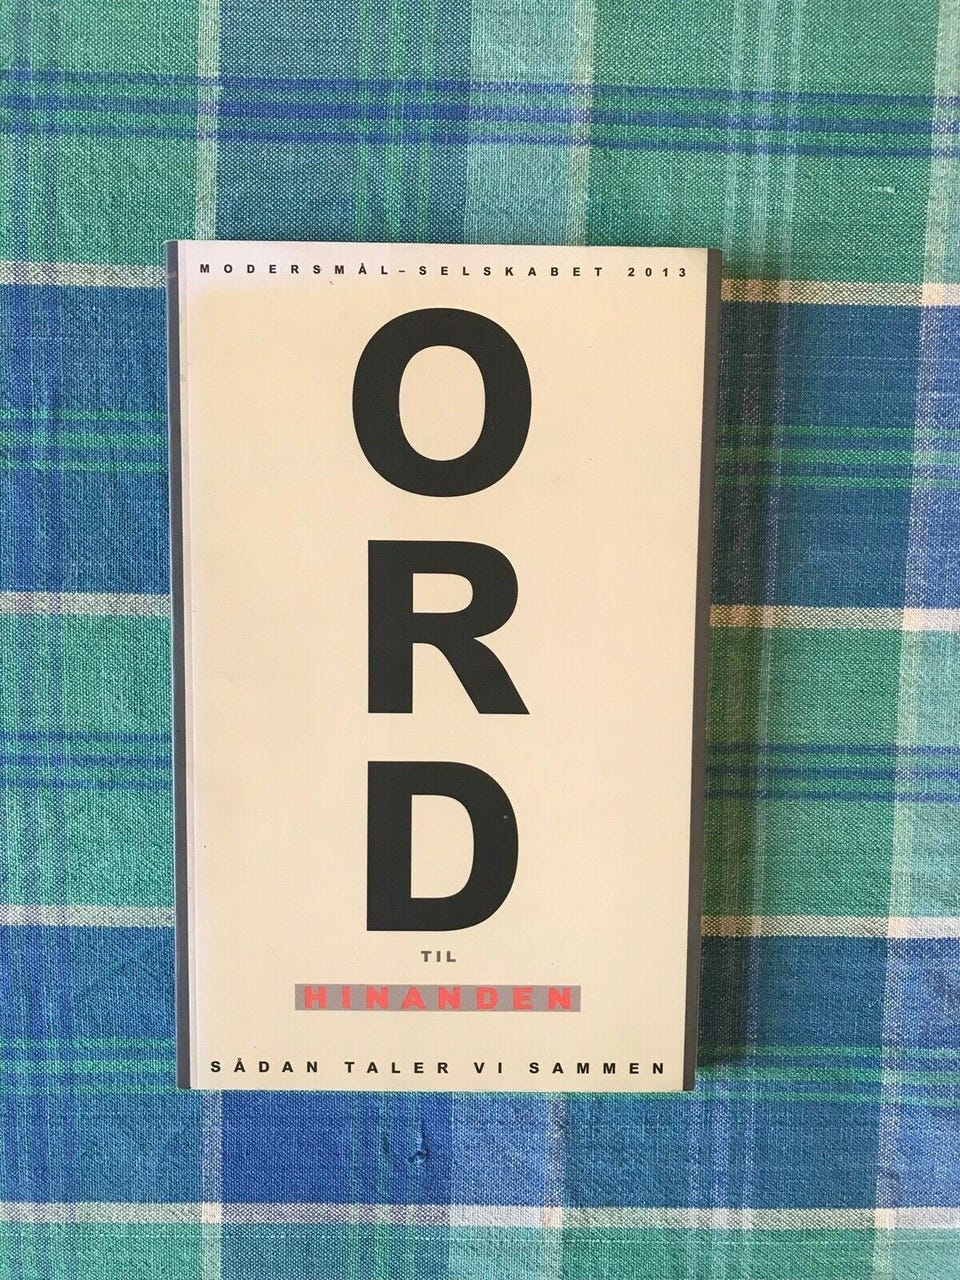 MODERSMÅL-SELSKABET 2013
O
R
D
TIL
HINANDEN
SÅDAN TALER VI SAMMEN